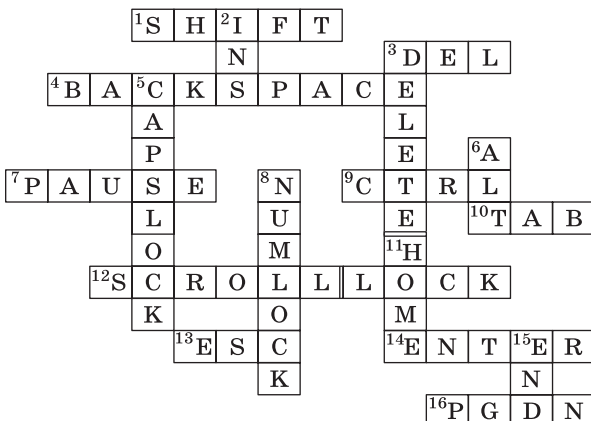 1S H 2I F T
N 3D E L
4B A 5C K S P A C E
A L
P E 6A
7P A U S E 8N 9C T R L
L U E 10T A B
O M 11H
12S C R O L L L O C K
K O M
13E S C 14E N T 15E R
K N
16P G D N